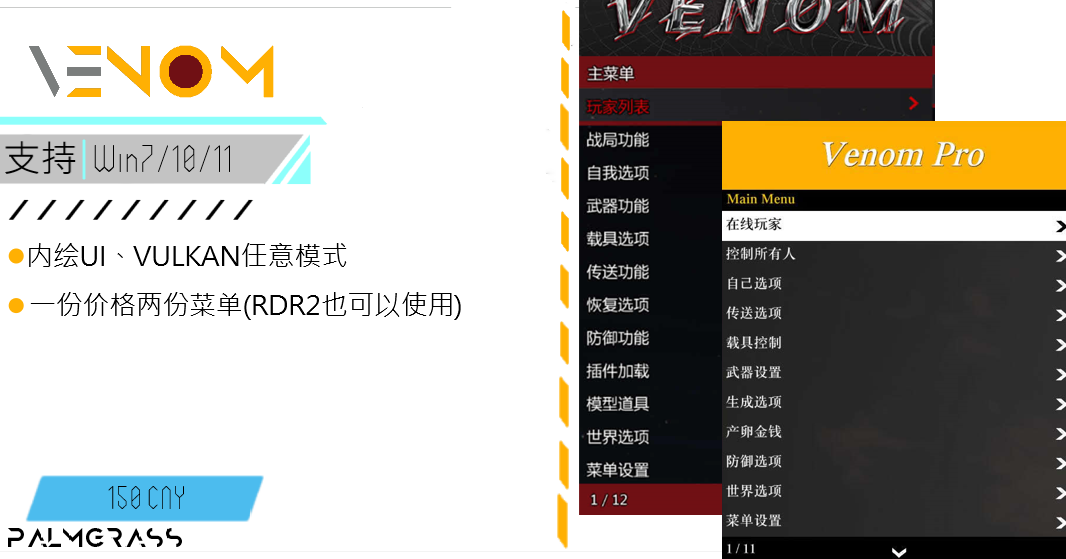 VENOM
支持 Win7/10/11
内绘UI、VULKAN任意模式
一份价格两份菜单(RDR2也可以使用)
150 CNY
PALMGRASS
VENOM
主菜单
玩家列表
战局功能
自我选项
武器功能
载具选项
传送功能
恢复选项
防御功能
插件加载
模型道具
世界选项
菜单设置
1 / 12
Venom Pro
Main Menu
在线玩家
控制所有人
自己选项
传送选项
载具控制
武器设置
生成选项
产卵金钱
防御选项
世界选项
菜单设置
1 / 11